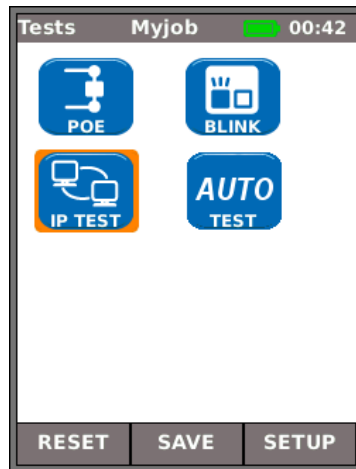 Tests Myjob 00:42
POE BLINK
IP TEST AUTO TEST
RESET SAVE SETUP